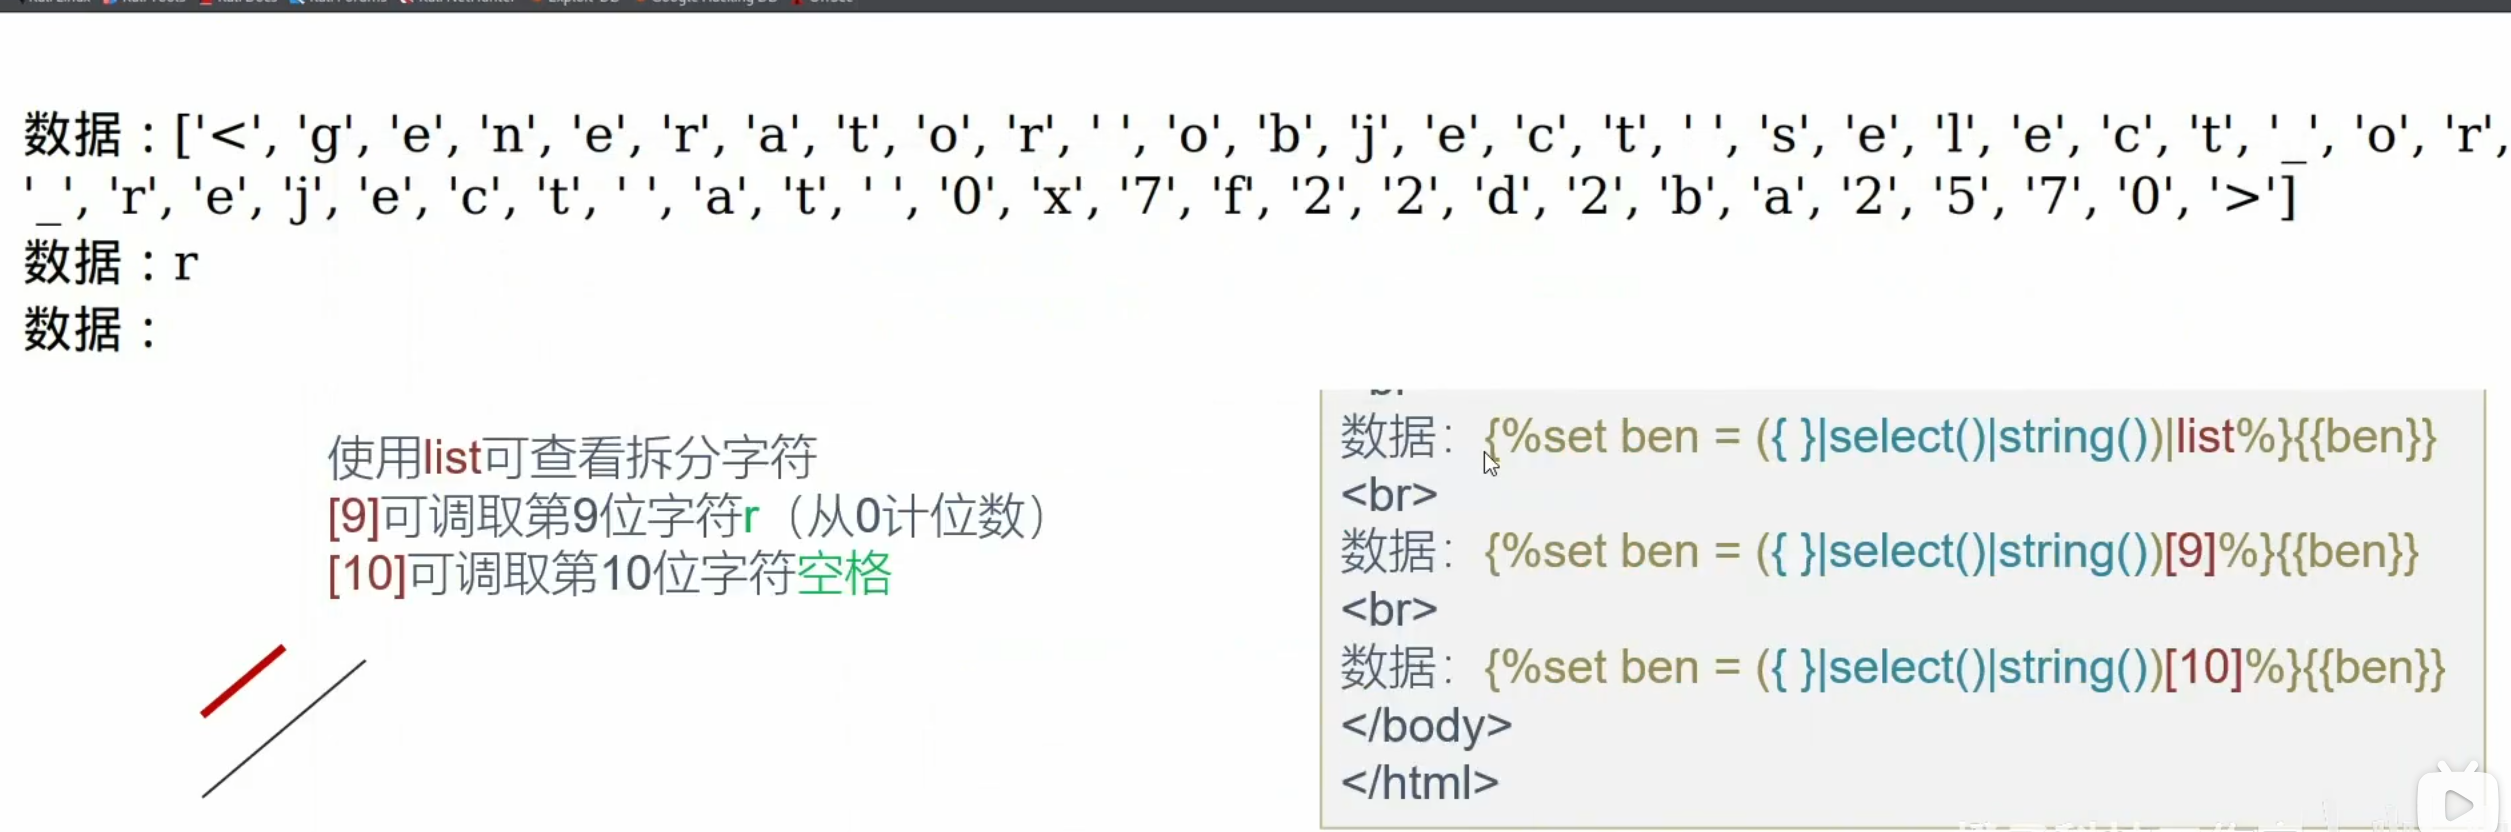 数据：['<', 'g', 'e', 'n', 'e', 'r', 'a', 't', 'o', 'r', ' ', 'o', 'b', 'j', 'e', 'c', 't', ' ', 's', 'e', 'l', 'e', 'c', 't', '_', 'o', 'r',
'_', 'r', 'e', 'j', 'e', 'c', 't', ' ', 'a', 't', ' ', '0', 'x', '7', 'f', '2', '2', 'd', '2', 'b', 'a', '2', '5', '7', '0', '>']
数据：r
数据：
使用list可查看拆分字符
[9]可调取第9位字符r（从0计位数）
[10]可调取第10位字符空格
数据：{%set ben = ({ }|select()|string())|list%}{{ben}}
<br>
数据：{%set ben = ({ }|select()|string())[9]%}{{ben}}
<br>
数据：{%set ben = ({ }|select()|string())[10]%}{{ben}}
</body>
</html>